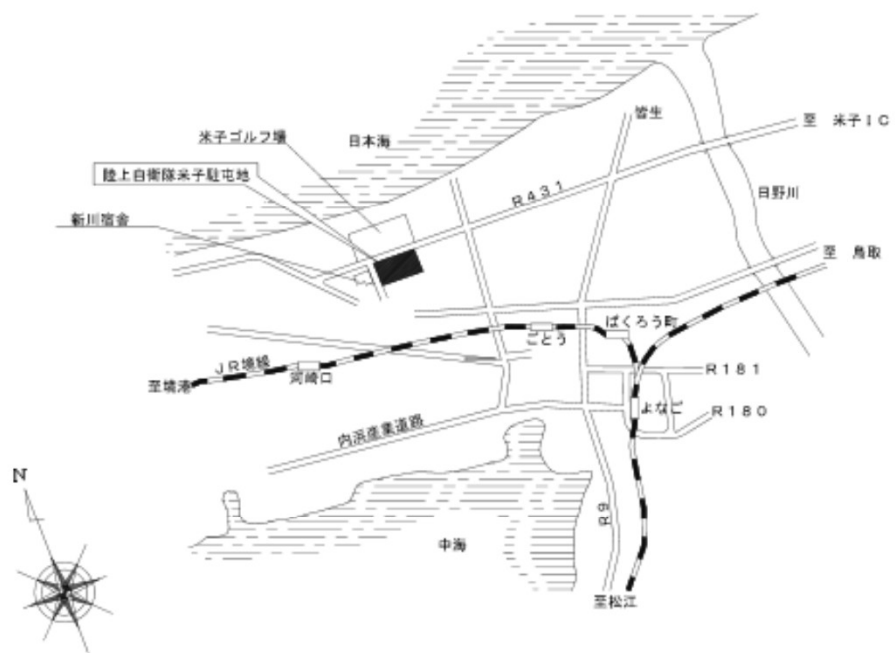 皆生
至 米子IC
米子ゴルフ場
日本海
陸上自衛隊米子駐屯地
R431
日野川
新川宿舎
至 鳥取
ばくろう町
ごとう
JR境線
河崎口
至境港
R181
よなご
R180
内浜産業道路
N
R9
中海
至松江